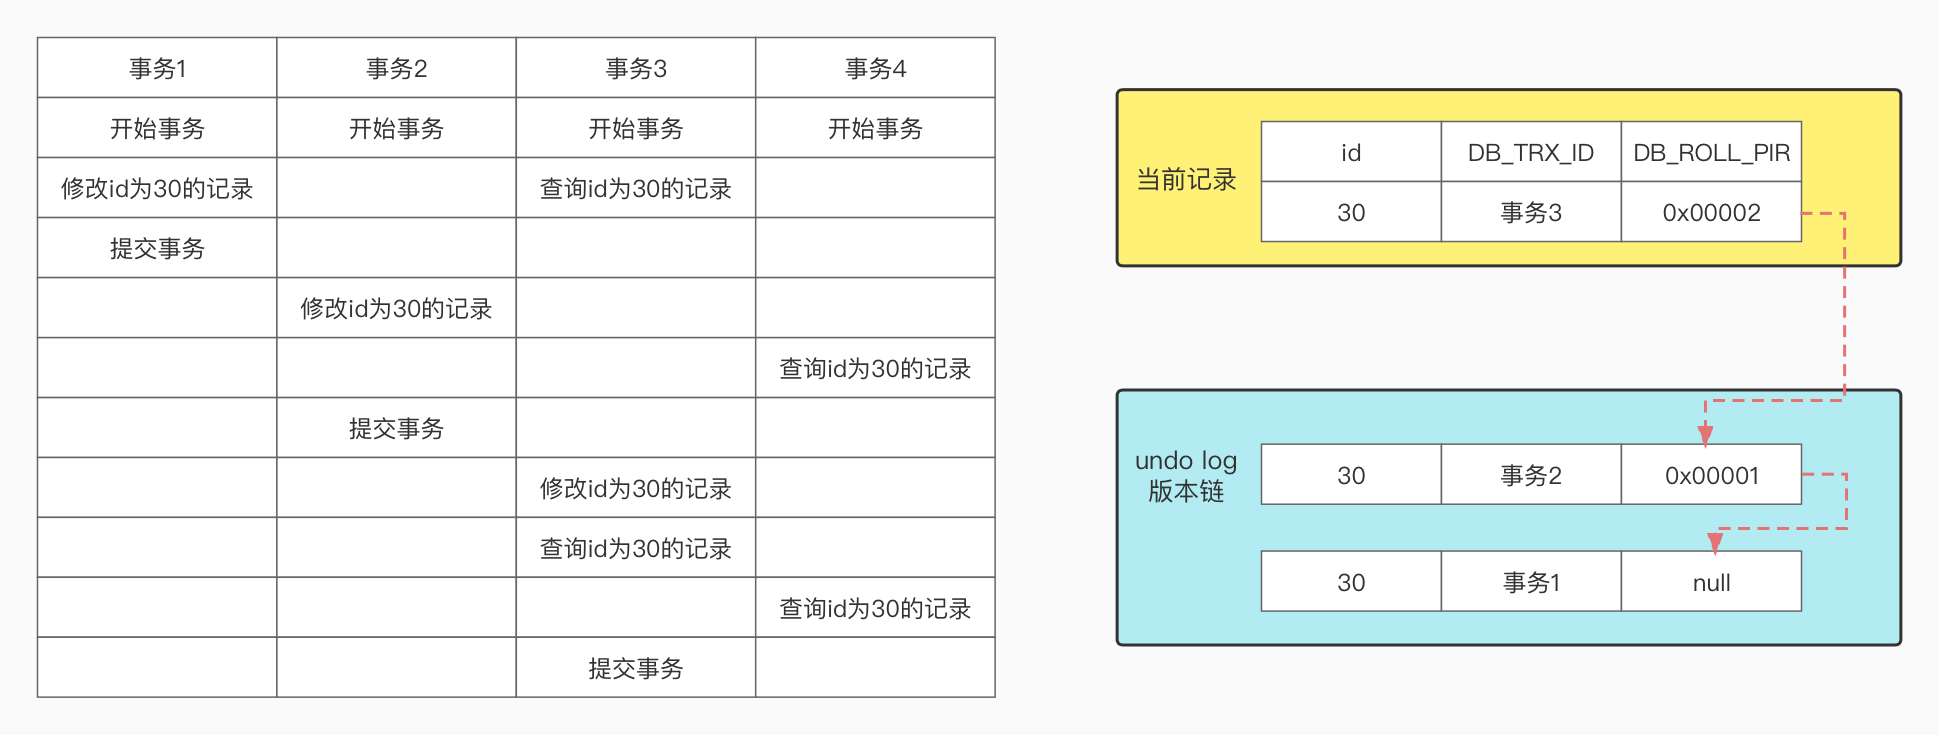 事务1 事务2 事务3 事务4
开始事务 开始事务 开始事务 开始事务
修改id为30的记录 查询id为30的记录
提交事务
修改id为30的记录
查询id为30的记录
提交事务
修改id为30的记录
查询id为30的记录
查询id为30的记录
提交事务
当前记录
id DB_TRX_ID DB_ROLL_PIR
30 事务3 0x00002
undo log
版本链
30 事务2 0x00001
30 事务1 null